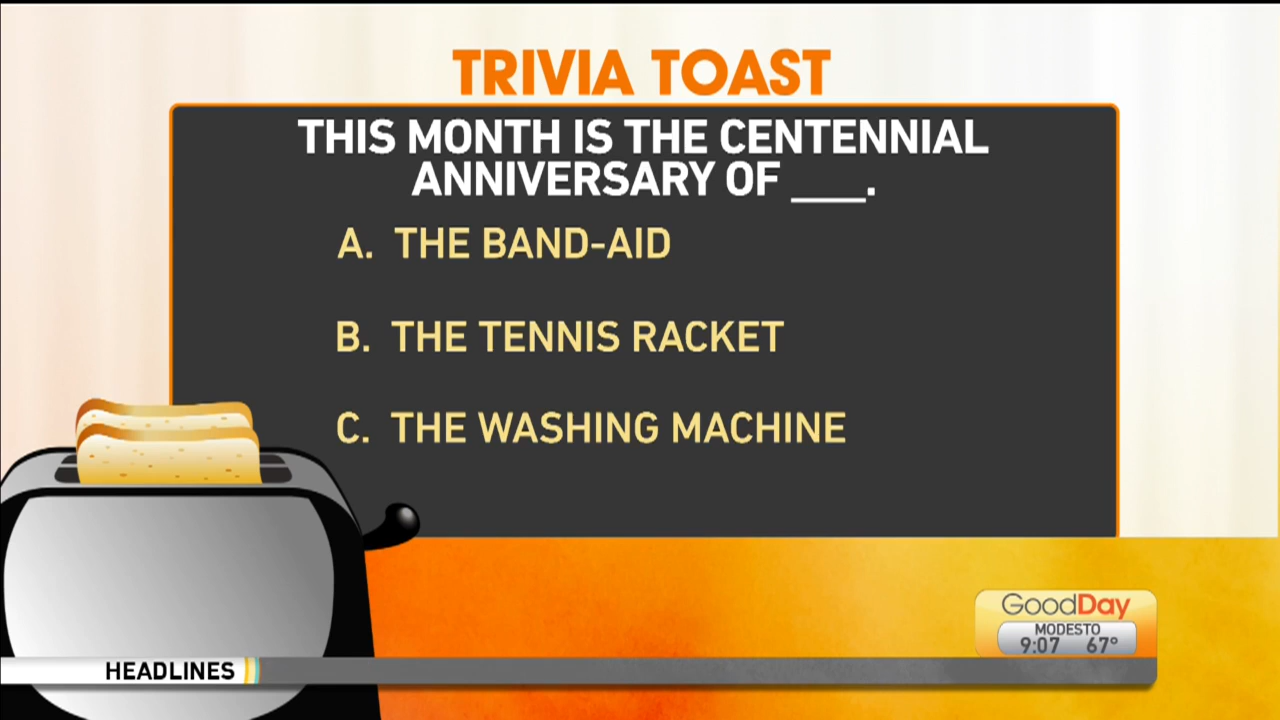 TRIVIA TOAST
THIS MONTH IS THE CENTENNIAL
ANNIVERSARY OF ___.
A. THE BAND-AID
B. THE TENNIS RACKET
C. THE WASHING MACHINE
GoodDay
MODESTO
9:07 67°
HEADLINES